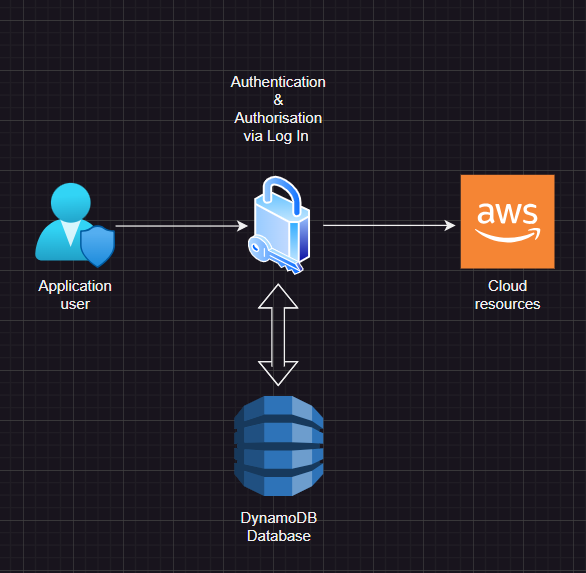 Authentication
&
Authorisation
via Log In
aws
Application
user
Cloud
resources
DynamoDB
Database